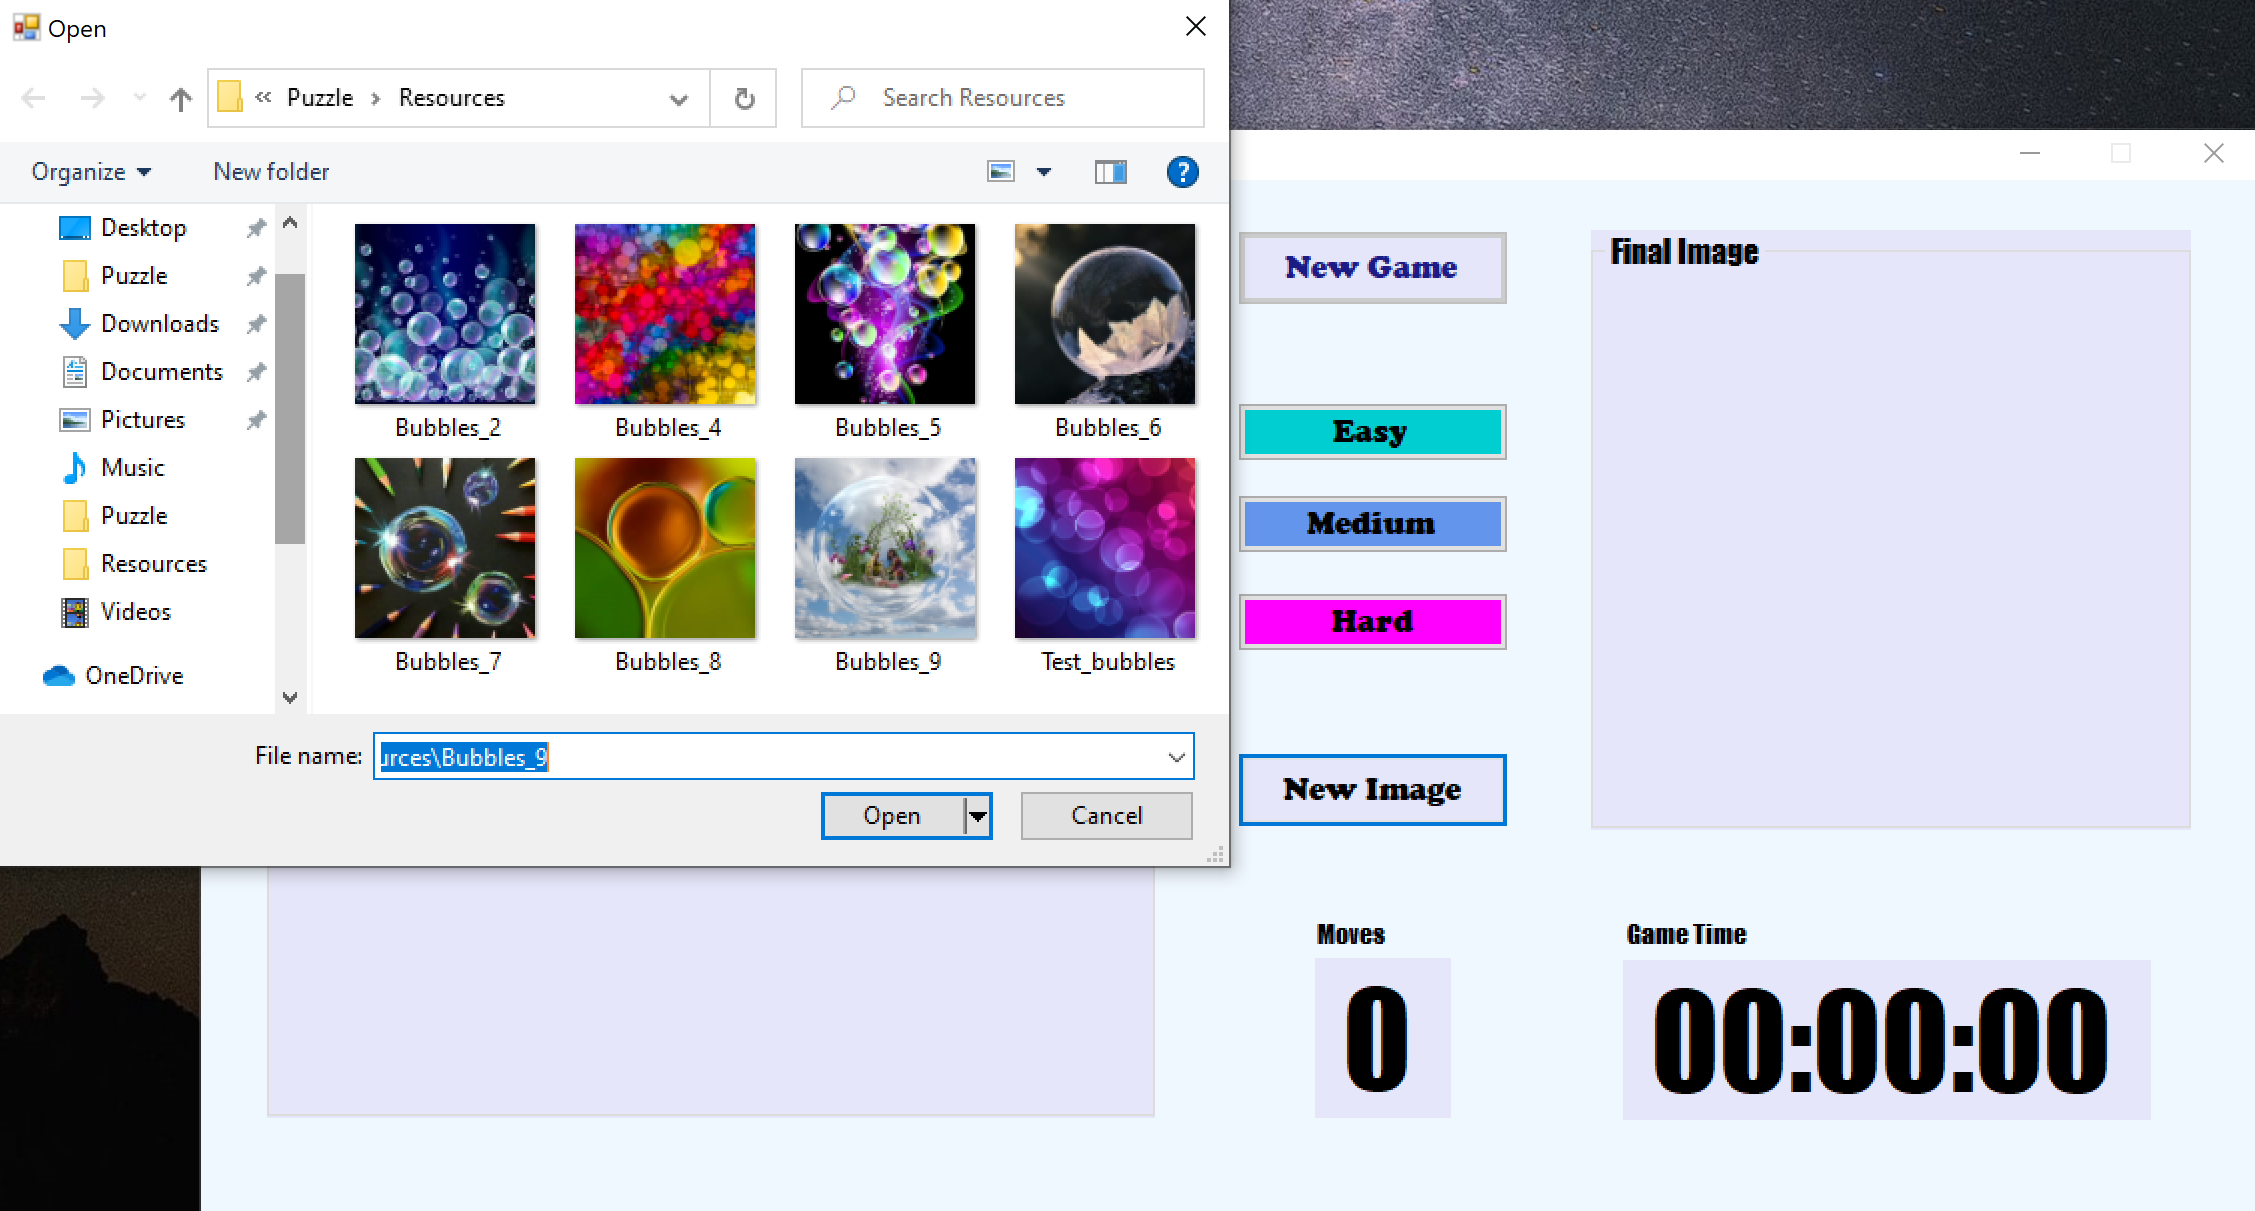 Open
« Puzzle > Resources
Search Resources
Organize
New folder
?
Desktop
Puzzle
Downloads
Documents
Pictures
Music
Puzzle
Resources
Videos
OneDrive
Bubbles_2
Bubbles_4
Bubbles_5
Bubbles_6
Bubbles_7
Bubbles_8
Bubbles_9
Test_bubbles
File name:
urces\Bubbles_9
Open
Cancel
New Game
Easy
Medium
Hard
New Image
Final Image
Moves
0
Game Time
00:00:00